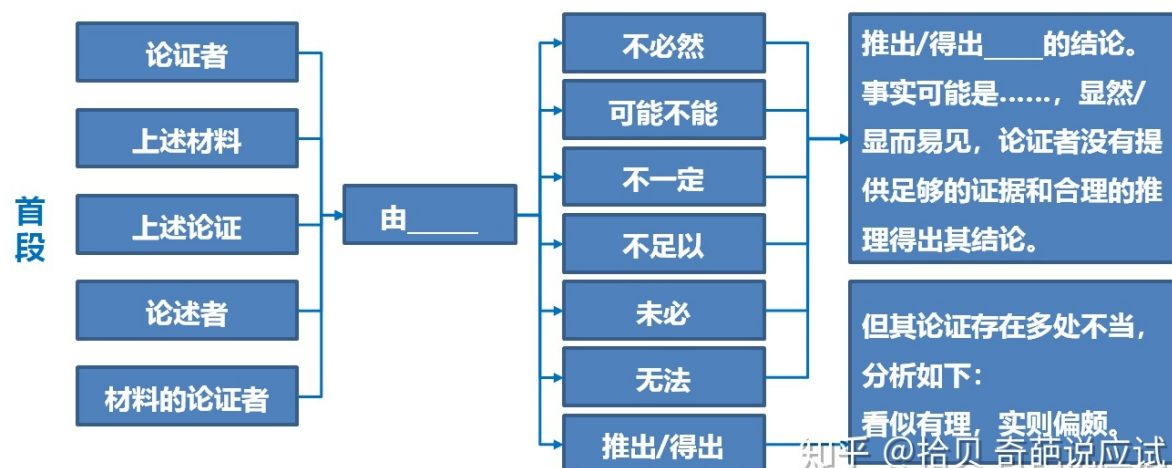 首段
论证者
上述材料
上述论证
论述者
材料的论证者
由_____
不必然
可能不能
不一定
不足以
未必
无法
推出/得出
推出/得出_____的结论。
事实可能是……，显然/
显而易见，论证者没有提
供足够的证据和合理的推
理得出其结论。
但其论证存在多处不当，
分析如下：
看似有理，实则偏颇。
知乎 @拾贝 奇葩说应试